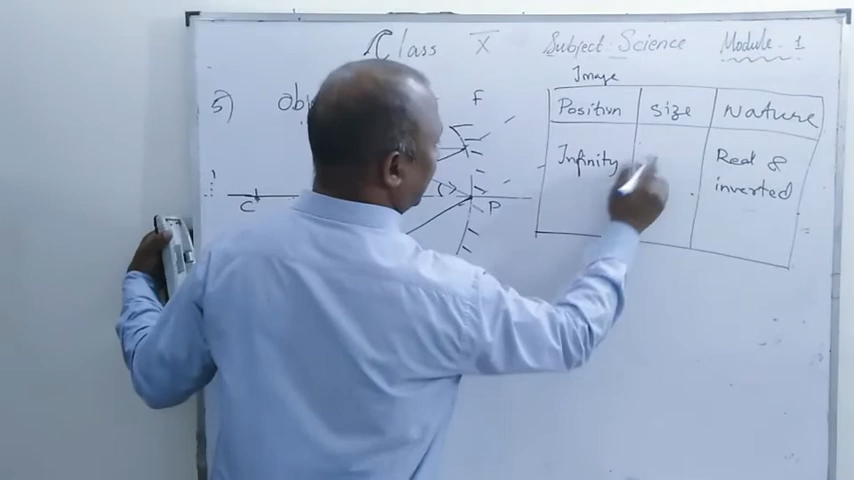 Class X Subject: Science Module 1
5) Obj
F
C
P
Image
Position Size Nature
Infinity Real &
inverted